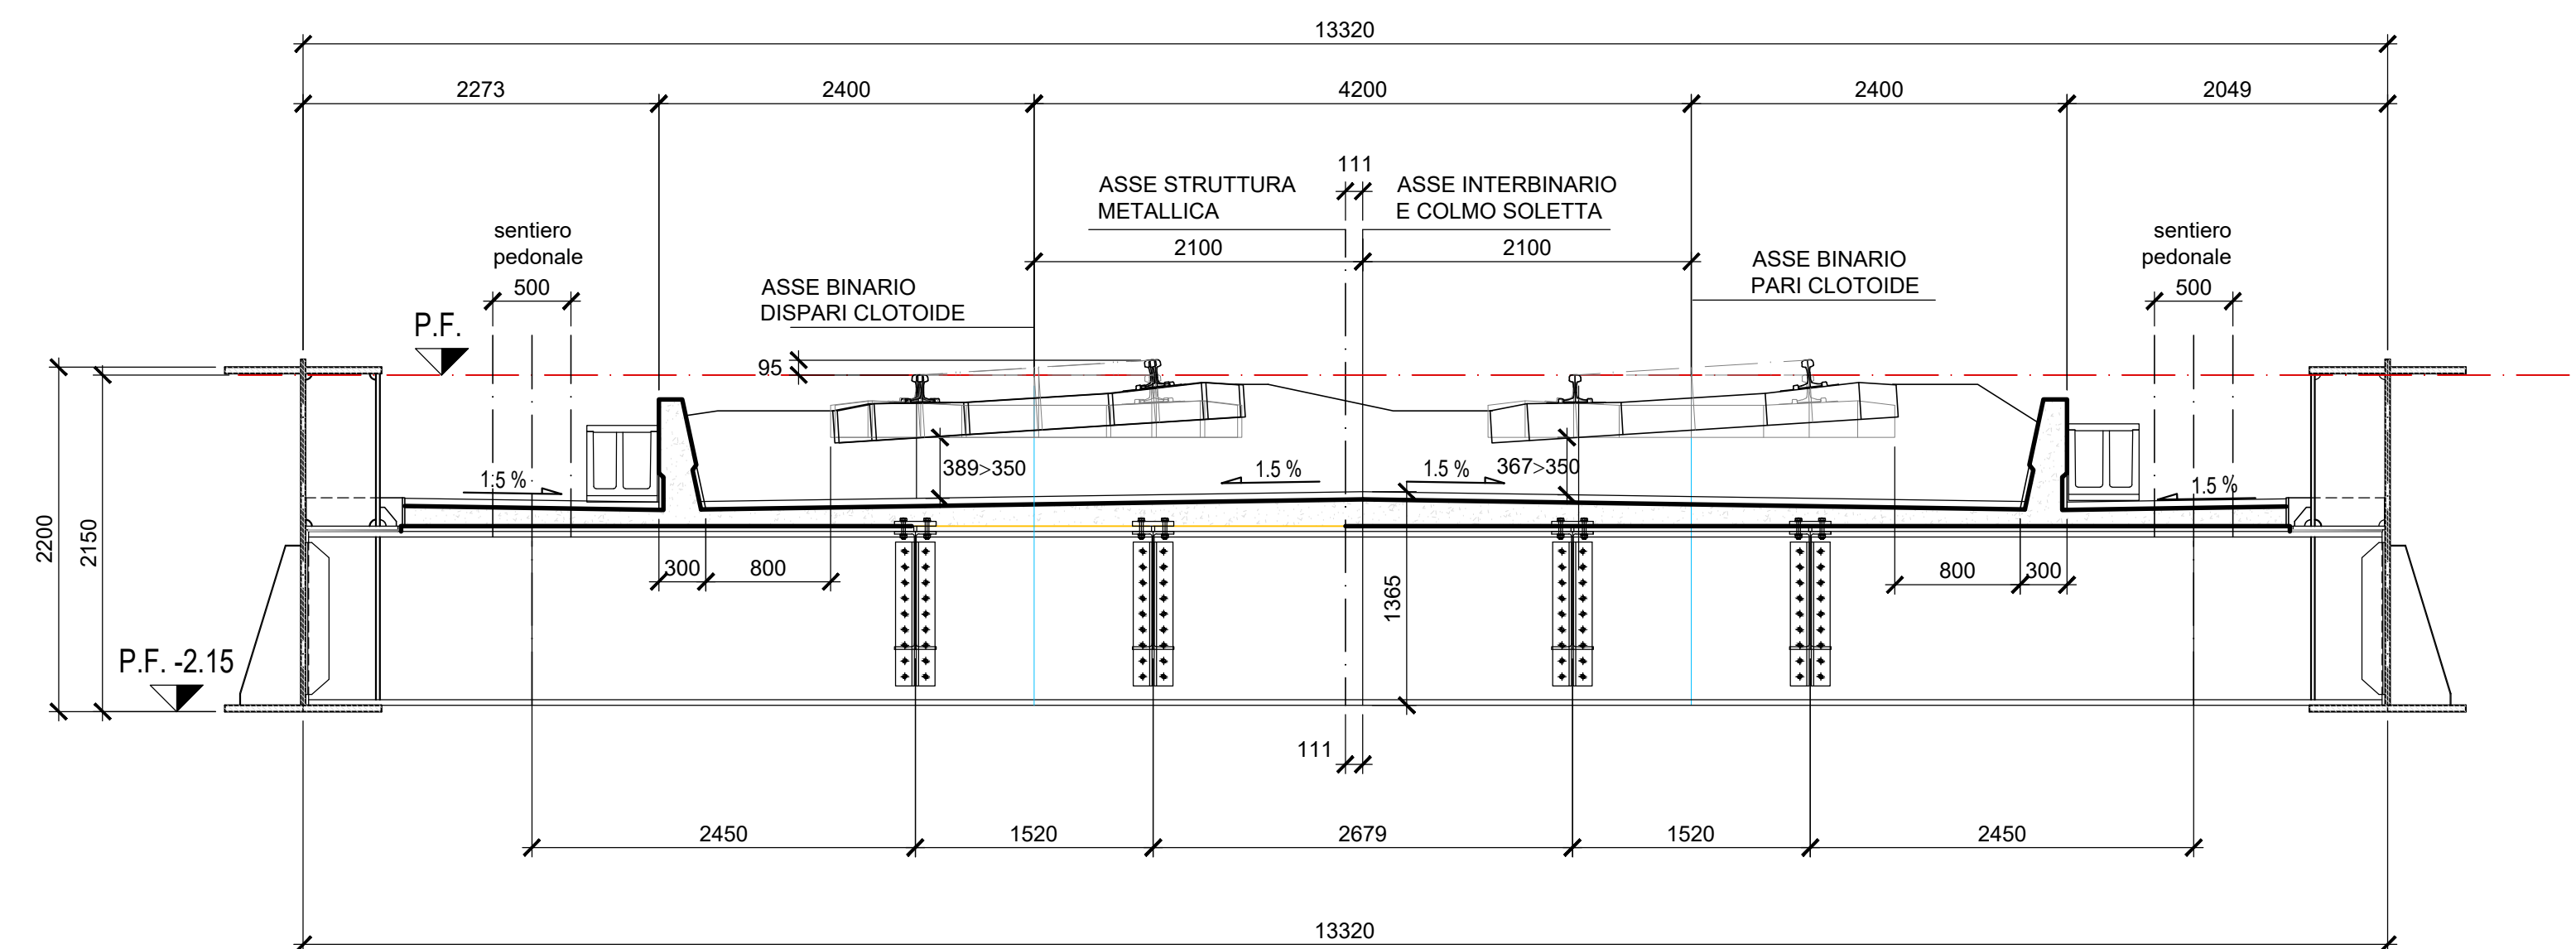 13320
2273
2400
4200
2400
2049
111
ASSE STRUTTURA
METALLICA
ASSE INTERBINARIO
E COLMO SOLETTA
sentiero
pedonale
500
2100
2100
ASSE BINARIO
PARI CLOTOIDE
sentiero
pedonale
500
ASSE BINARIO
DISPARI CLOTOIDE
P.F.
95
389>350
367>350
1.5 %
1.5 %
1.5 %
1.5 %
2200
2150
300
800
1365
800
300
P.F. -2.15
111
2450
1520
2679
1520
2450
13320